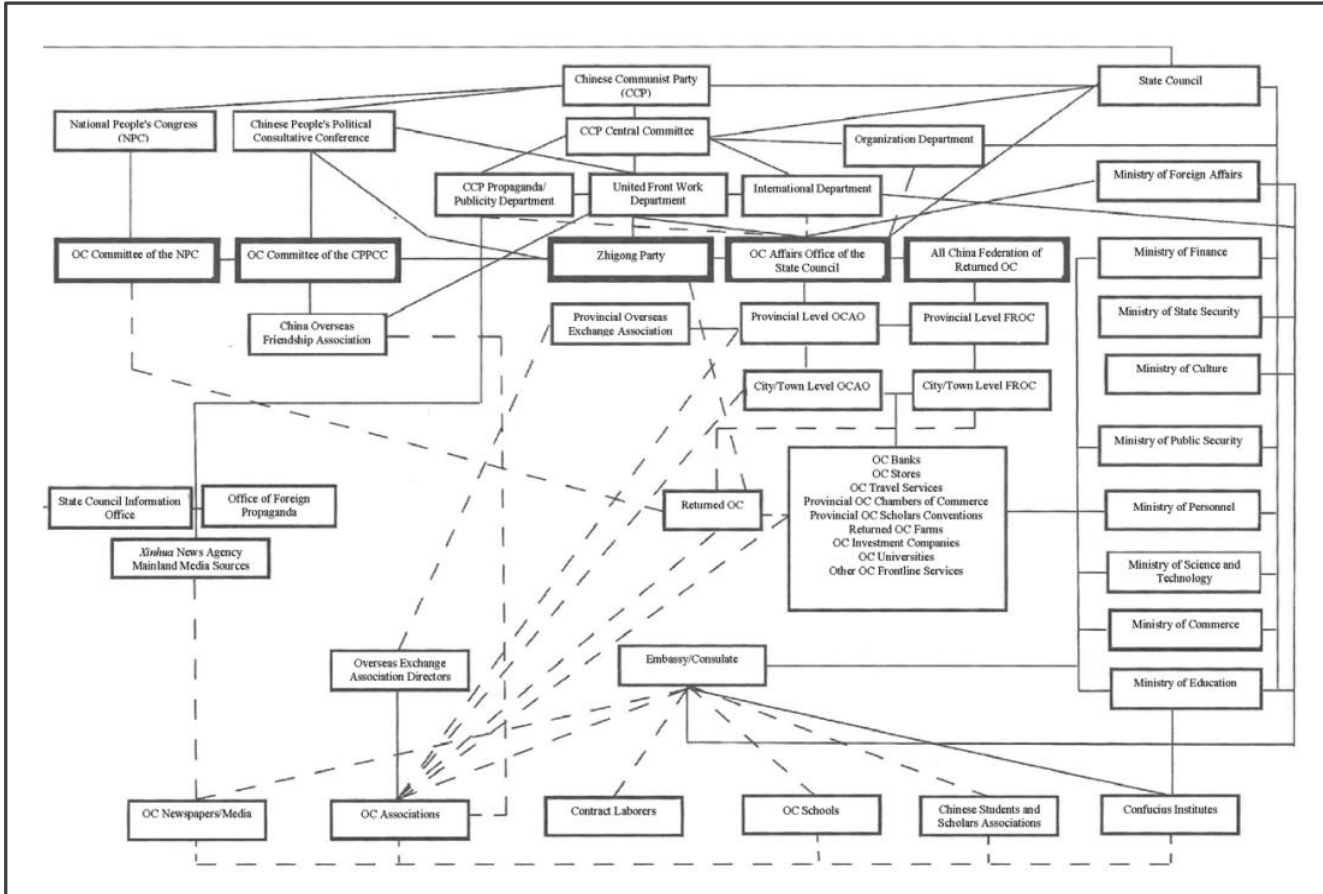 Chinese Communist Party
(CCP)
State Council
National People's Congress
(NPC)
Chinese People's Political
Consultative Conference
CCP Central Committee
Organization Department
CCP Propaganda/
Publicity Department
United Front Work
Department
International Department
Ministry of Foreign Affairs
OC Committee of the NPC
OC Committee of the CPPCC
Zhigong Party
OC Affairs Office of the
State Council
All China Federation of
Returned OC
Ministry of Finance
China Overseas
Friendship Association
Provincial Overseas
Exchange Association
Provincial Level OCAO
Provincial Level FROC
Ministry of State Security
City/Town Level OCAO
City/Town Level FROC
Ministry of Culture
Ministry of Public Security
OC Banks
OC Stores
OC Travel Services
Provincial OC Chambers of Commerce
Provincial OC Scholars Conventions
Returned OC Farms
OC Investment Companies
OC Universities
Other OC Frontline Services
State Council Information
Office
Office of Foreign
Propaganda
Returned OC
Ministry of Personnel
Xinhua News Agency
Mainland Media Sources
Ministry of Science and
Technology
Ministry of Commerce
Overseas Exchange
Association Directors
Embassy/Consulate
Ministry of Education
OC Newspapers/Media
OC Associations
Contract Laborers
OC Schools
Chinese Students and
Scholars Associations
Confucius Institutes